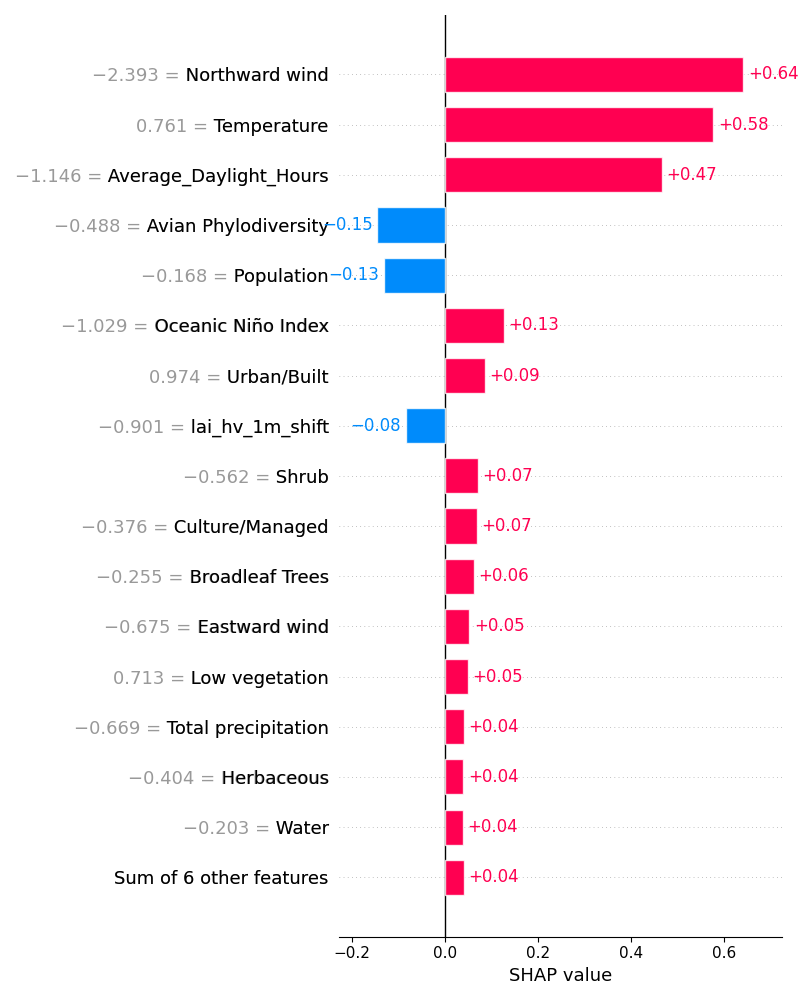 −2.393 = Northward wind +0.64
0.761 = Temperature +0.58
−1.146 = Average_Daylight_Hours +0.47
−0.488 = Avian Phylodiversity −0.15
−0.168 = Population −0.13
−1.029 = Oceanic Niño Index +0.13
0.974 = Urban/Built +0.09
−0.901 = lai_hv_1m_shift −0.08
−0.562 = Shrub +0.07
−0.376 = Culture/Managed +0.07
−0.255 = Broadleaf Trees +0.06
−0.675 = Eastward wind +0.05
0.713 = Low vegetation +0.05
−0.669 = Total precipitation +0.04
−0.404 = Herbaceous +0.04
−0.203 = Water +0.04
Sum of 6 other features +0.04
−0.2 0.0 0.2 0.4 0.6
SHAP value